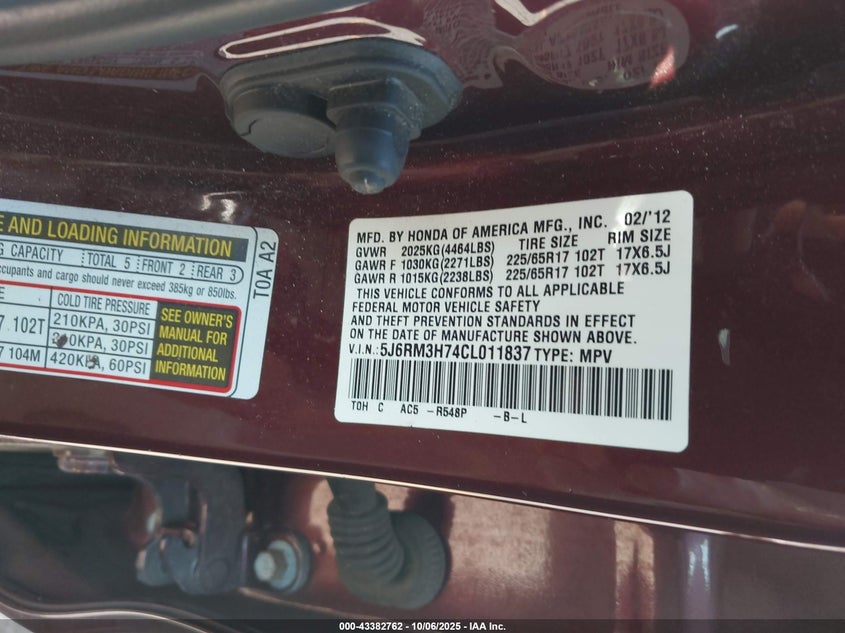 E AND LOADING INFORMATION
G CAPACITY TOTAL 5 FRONT 2 REAR 3
ccupants and cargo should never exceed 385kg or 850lbs.
E COLD TIRE PRESSURE
7 102T 210KPA, 30PSI
210KPA, 30PSI
7 104M 420KPA, 60PSI
SEE OWNER'S
MANUAL FOR
ADDITIONAL
INFORMATION
T0A A2
MFD. BY HONDA OF AMERICA MFG., INC. 02/'12
GVWR 2025KG(4464LBS) TIRE SIZE RIM SIZE
GAWR F 1030KG(2271LBS) 225/65R17 102T 17X6.5J
GAWR R 1015KG(2238LBS) 225/65R17 102T 17X6.5J
THIS VEHICLE CONFORMS TO ALL APPLICABLE
FEDERAL MOTOR VEHICLE SAFETY
AND THEFT PREVENTION STANDARDS IN EFFECT
ON THE DATE OF MANUFACTURE SHOWN ABOVE.
V.I.N.: 5J6RM3H74CL011837 TYPE: MPV
T0H C AC5 -R548P -B-L
000-43382762 - 10/06/2025 - IAA Inc.